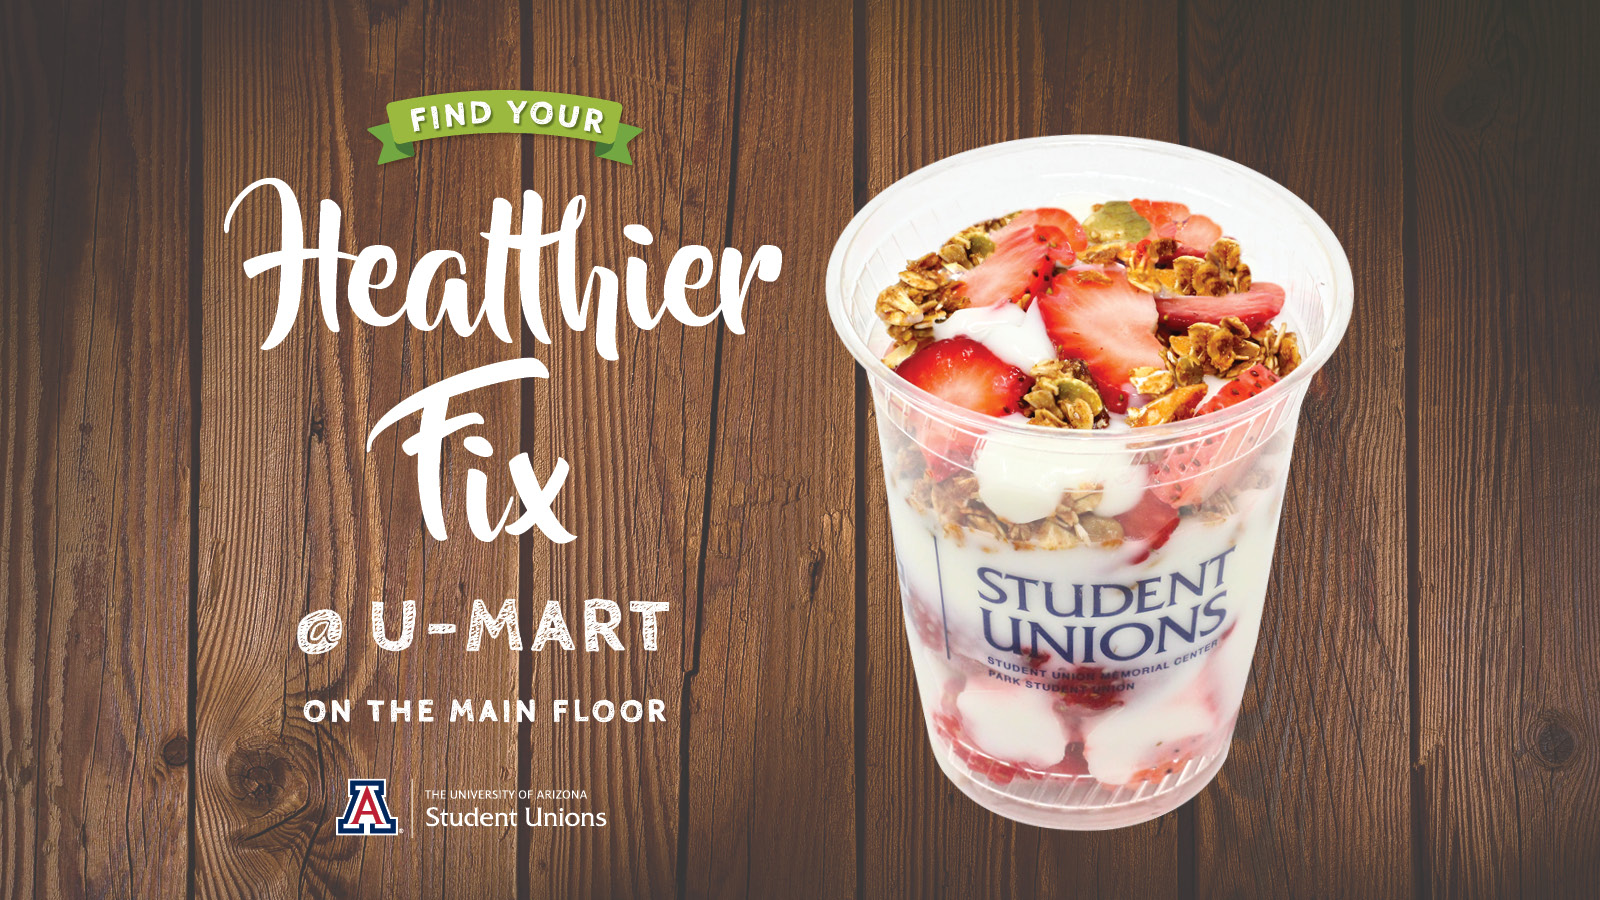 FIND YOUR
Healthier
Fix
@ U-MART
ON THE MAIN FLOOR
A
THE UNIVERSITY OF ARIZONA
Student Unions
STUDENT
UNIONS
STUDENT UNION MEMORIAL CENTER
PARK STUDENT UNION